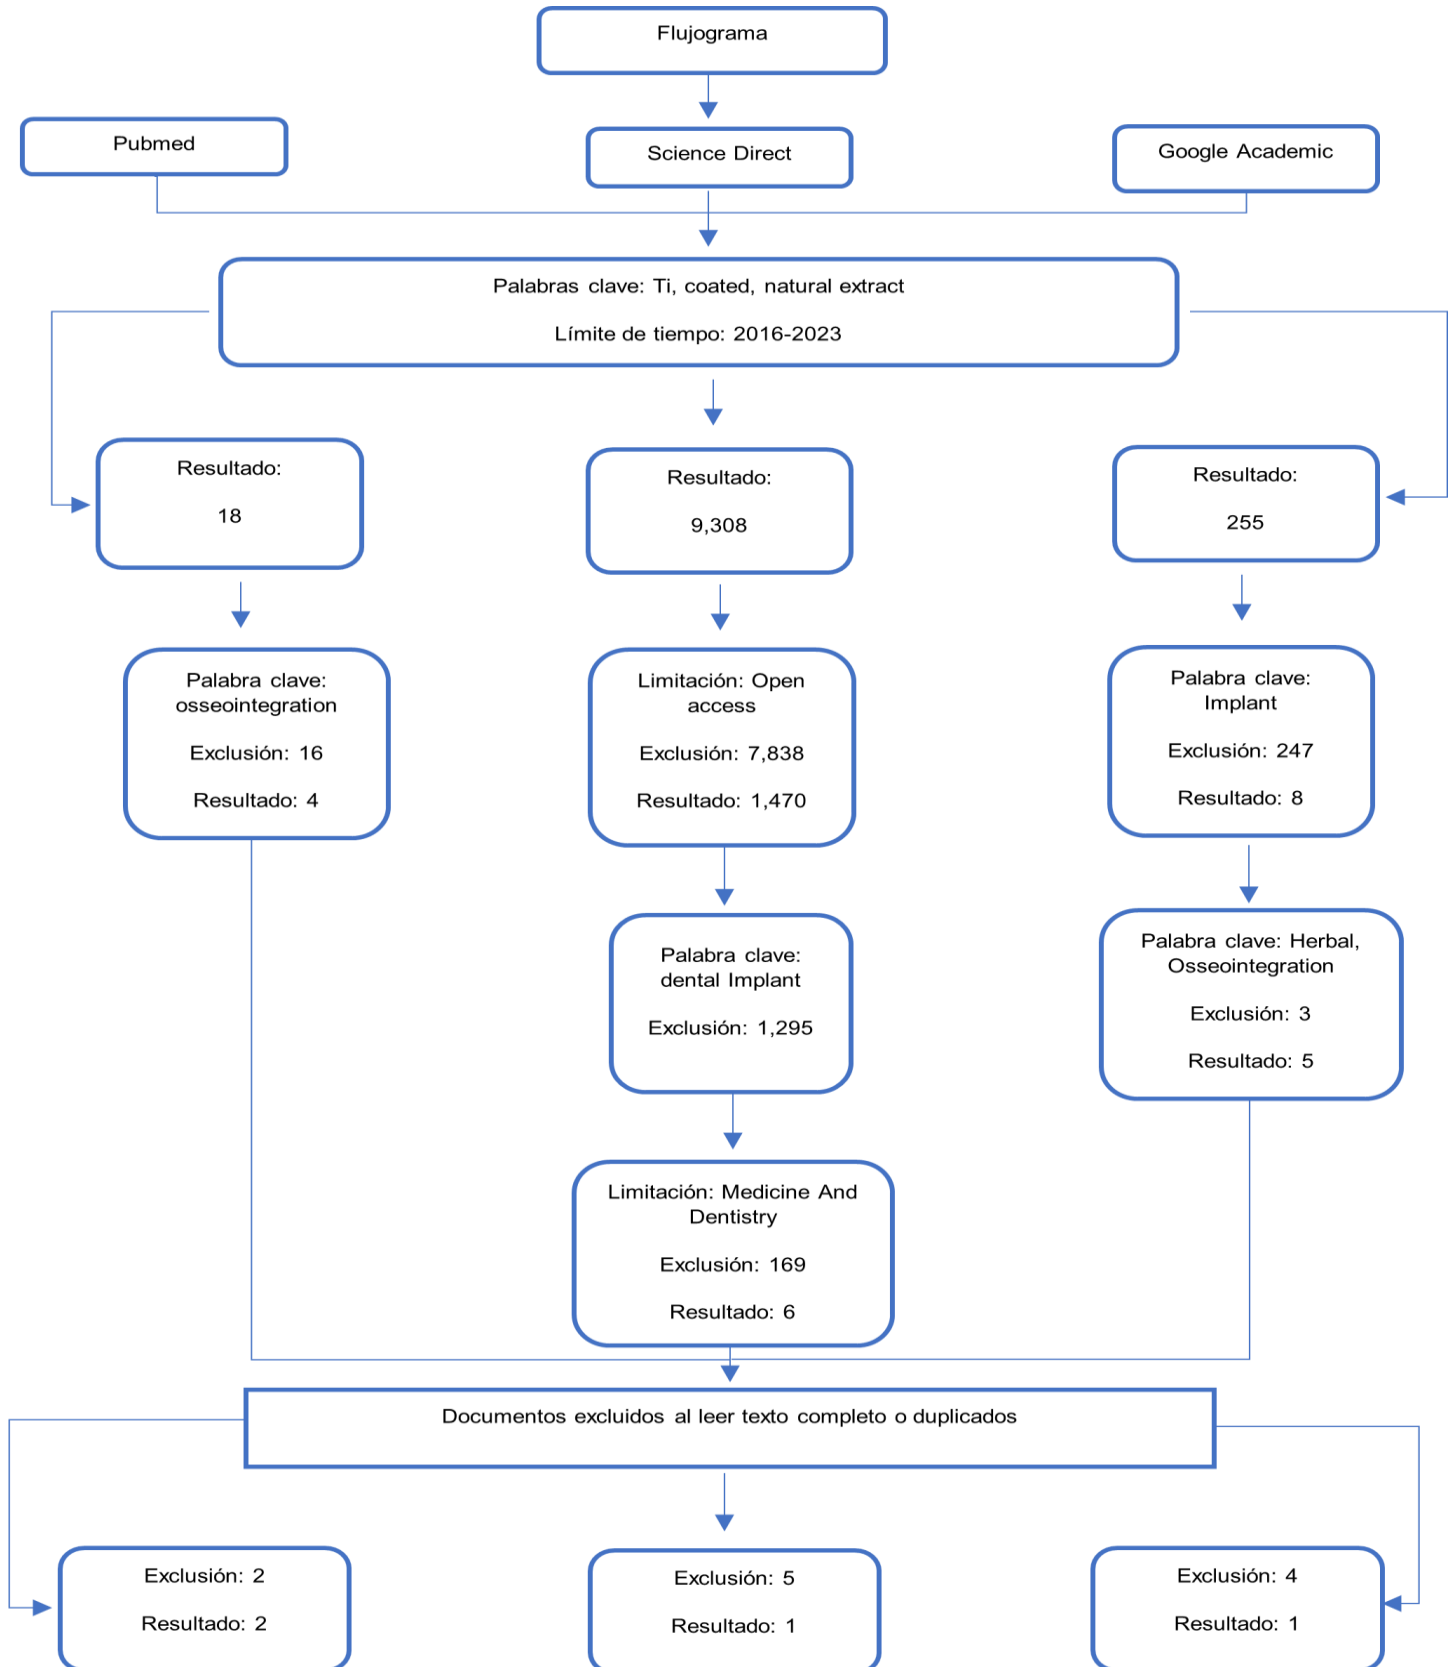 Flujograma
Pubmed
Science Direct
Google Academic
Palabras clave: Ti, coated, natural extract
Límite de tiempo: 2016-2023
Resultado:
18
Resultado:
9,308
Resultado:
255
Palabra clave:
osseointegration
Exclusión: 16
Resultado: 4
Limitación: Open
access
Exclusión: 7,838
Resultado: 1,470
Palabra clave:
Implant
Exclusión: 247
Resultado: 8
Palabra clave:
dental Implant
Exclusión: 1,295
Palabra clave: Herbal,
Osseointegration
Exclusión: 3
Resultado: 5
Limitación: Medicine And
Dentistry
Exclusión: 169
Resultado: 6
Documentos excluidos al leer texto completo o duplicados
Exclusión: 2
Resultado: 2
Exclusión: 5
Resultado: 1
Exclusión: 4
Resultado: 1